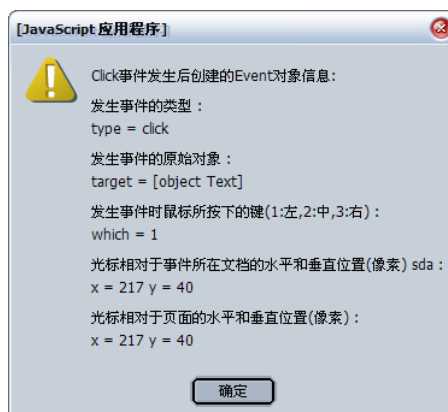 [JavaScript 应用程序]
Click事件发生后创建的Event对象信息:
发生事件的类型：
type = click
发生事件的原始对象：
target = [object Text]
发生事件时鼠标所按下的键(1:左,2:中,3:右)：
which = 1
光标相对于事件所在文档的水平和垂直位置(像素) sda：
x = 217 y = 40
光标相对于页面的水平和垂直位置(像素)：
x = 217 y = 40
确定